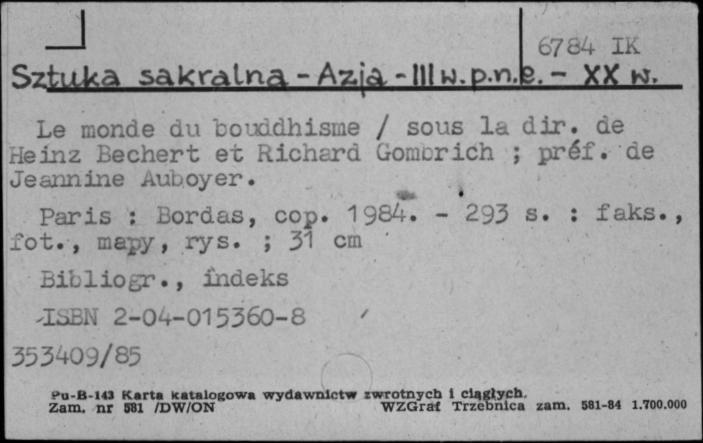 6784 IK
Sztuka sakralna - Azja - III w. p.n.e. - XX w.
Le monde du bouddhisme / sous la dir. de
Heinz Bechert et Richard Gombrich ; préf. de
Jeannine Auboyer.
Paris : Bordas, cop. 1984. - 293 s. : faks.,
fot., mapy, rys. ; 31 cm
Bibliogr., indeks
ISBN 2-04-015360-8
353409/85
Pu-B-143 Karta katalogowa wydawnictw zwrotnych i ciągłych.
Zam. nr 581 /DW/ON WZGraf Trzebnica zam. 581-84 1.700.000